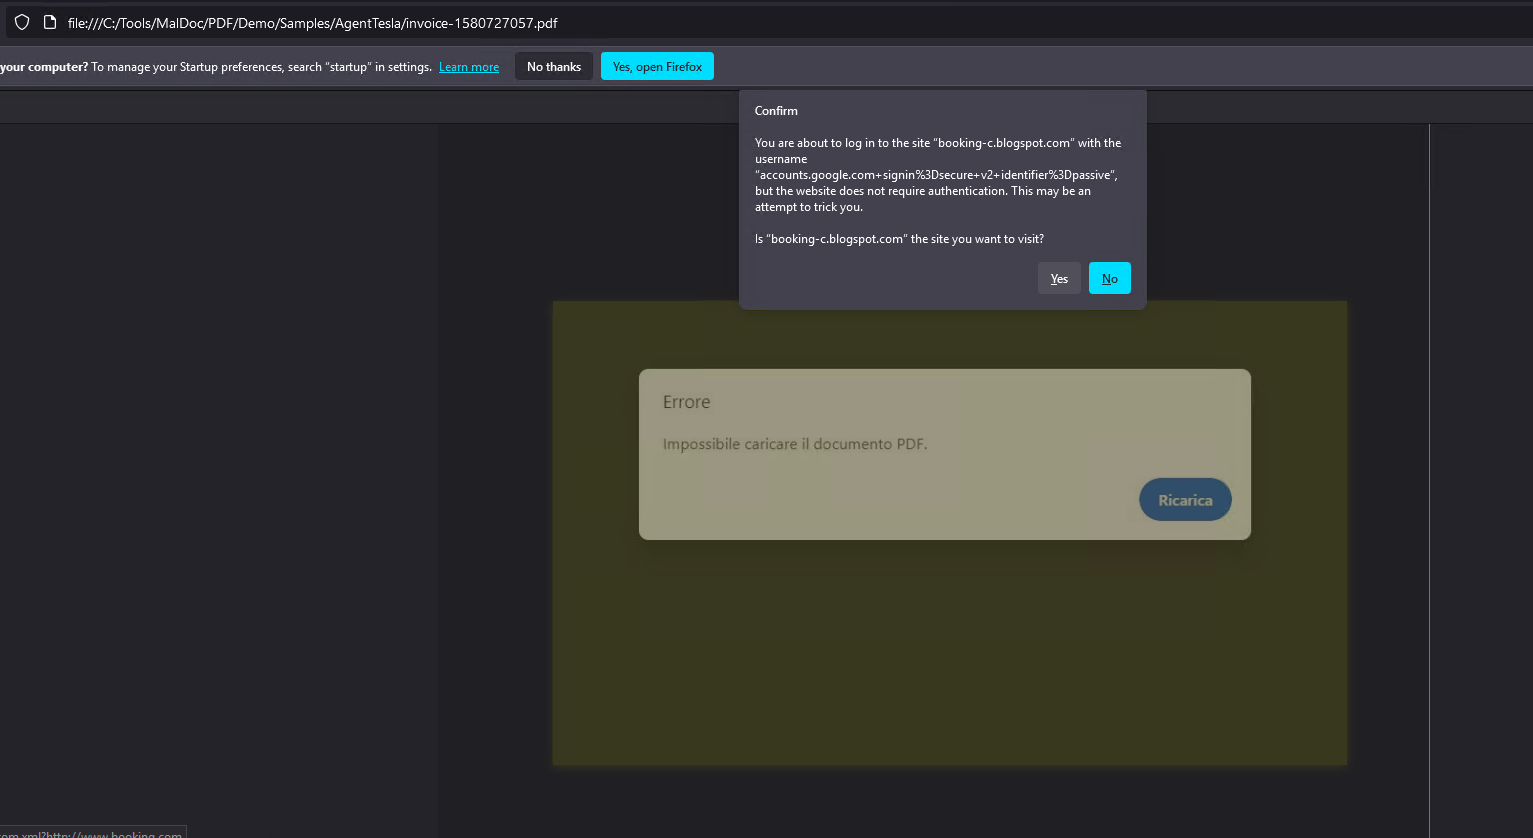 file:///C:/Tools/MalDoc/PDF/Demo/Samples/AgentTesla/invoice-1580727057.pdf
your computer? To manage your Startup preferences, search “startup” in settings. Learn more No thanks Yes, open Firefox
Confirm
You are about to log in to the site “booking-c.blogspot.com” with the
username
“accounts.google.com+signin%3Dsecure+v2+identifier%3Dpassive”,
but the website does not require authentication. This may be an
attempt to trick you.
Is “booking-c.blogspot.com” the site you want to visit?
Yes No
Errore
Impossibile caricare il documento PDF.
Ricarica
om.xml?http://www.booking.com